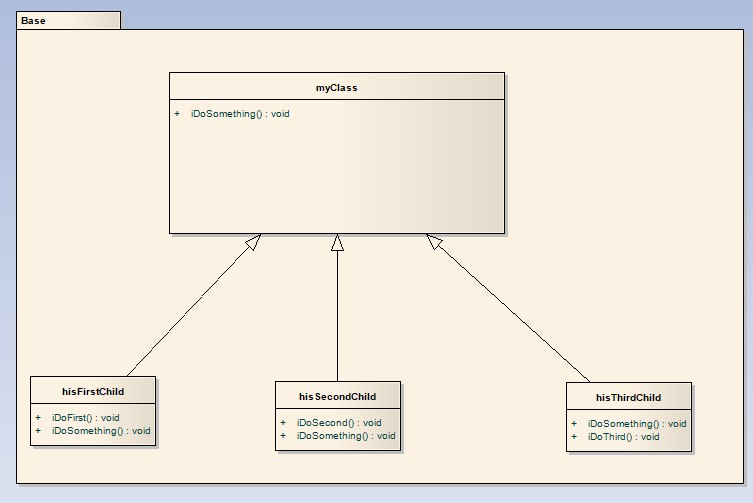 Base
myClass
+ iDoSomething() : void
hisFirstChild
+ iDoFirst() : void
+ iDoSomething() : void
hisSecondChild
+ iDoSecond() : void
+ iDoSomething() : void
hisThirdChild
+ iDoSomething() : void
+ iDoThird() : void